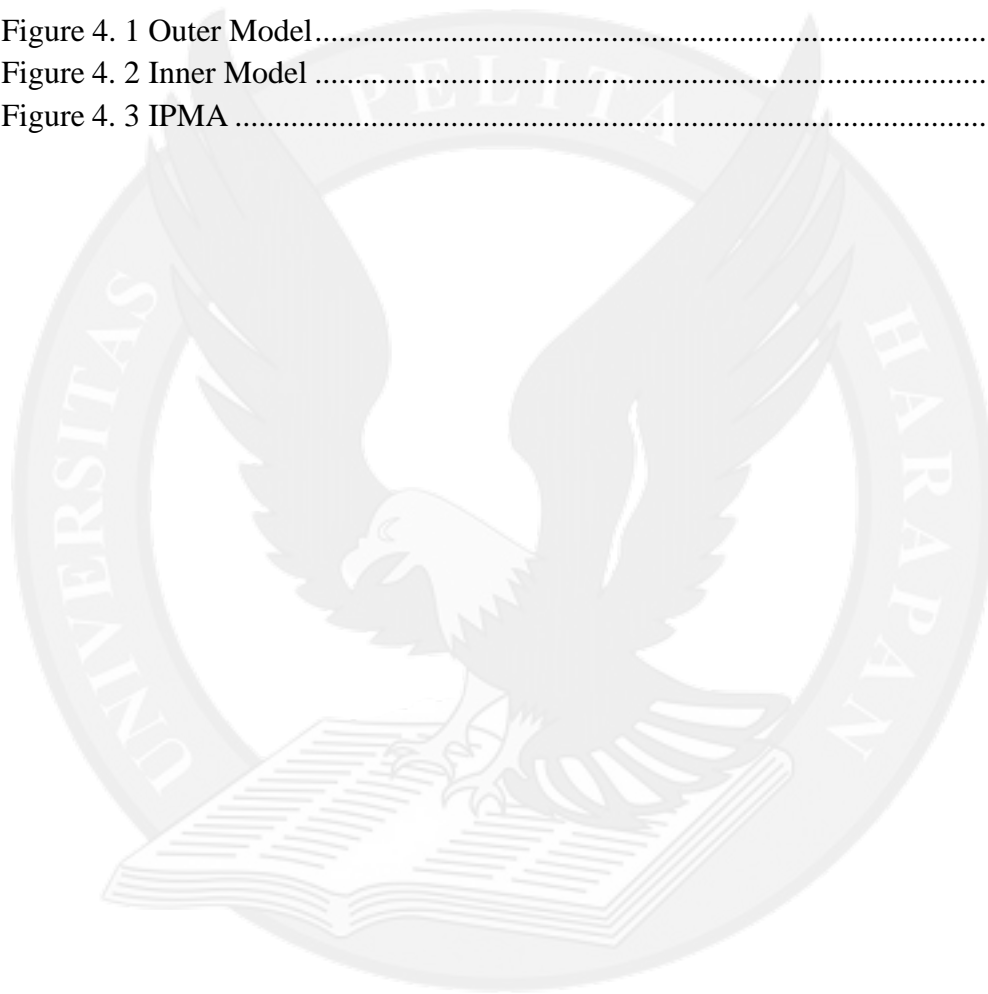 Figure 4. 1 Outer Model...............................................................................................
Figure 4. 2 Inner Model ...............................................................................................
Figure 4. 3 IPMA .........................................................................................................
UNIVERSITAS PELITA HARAPAN